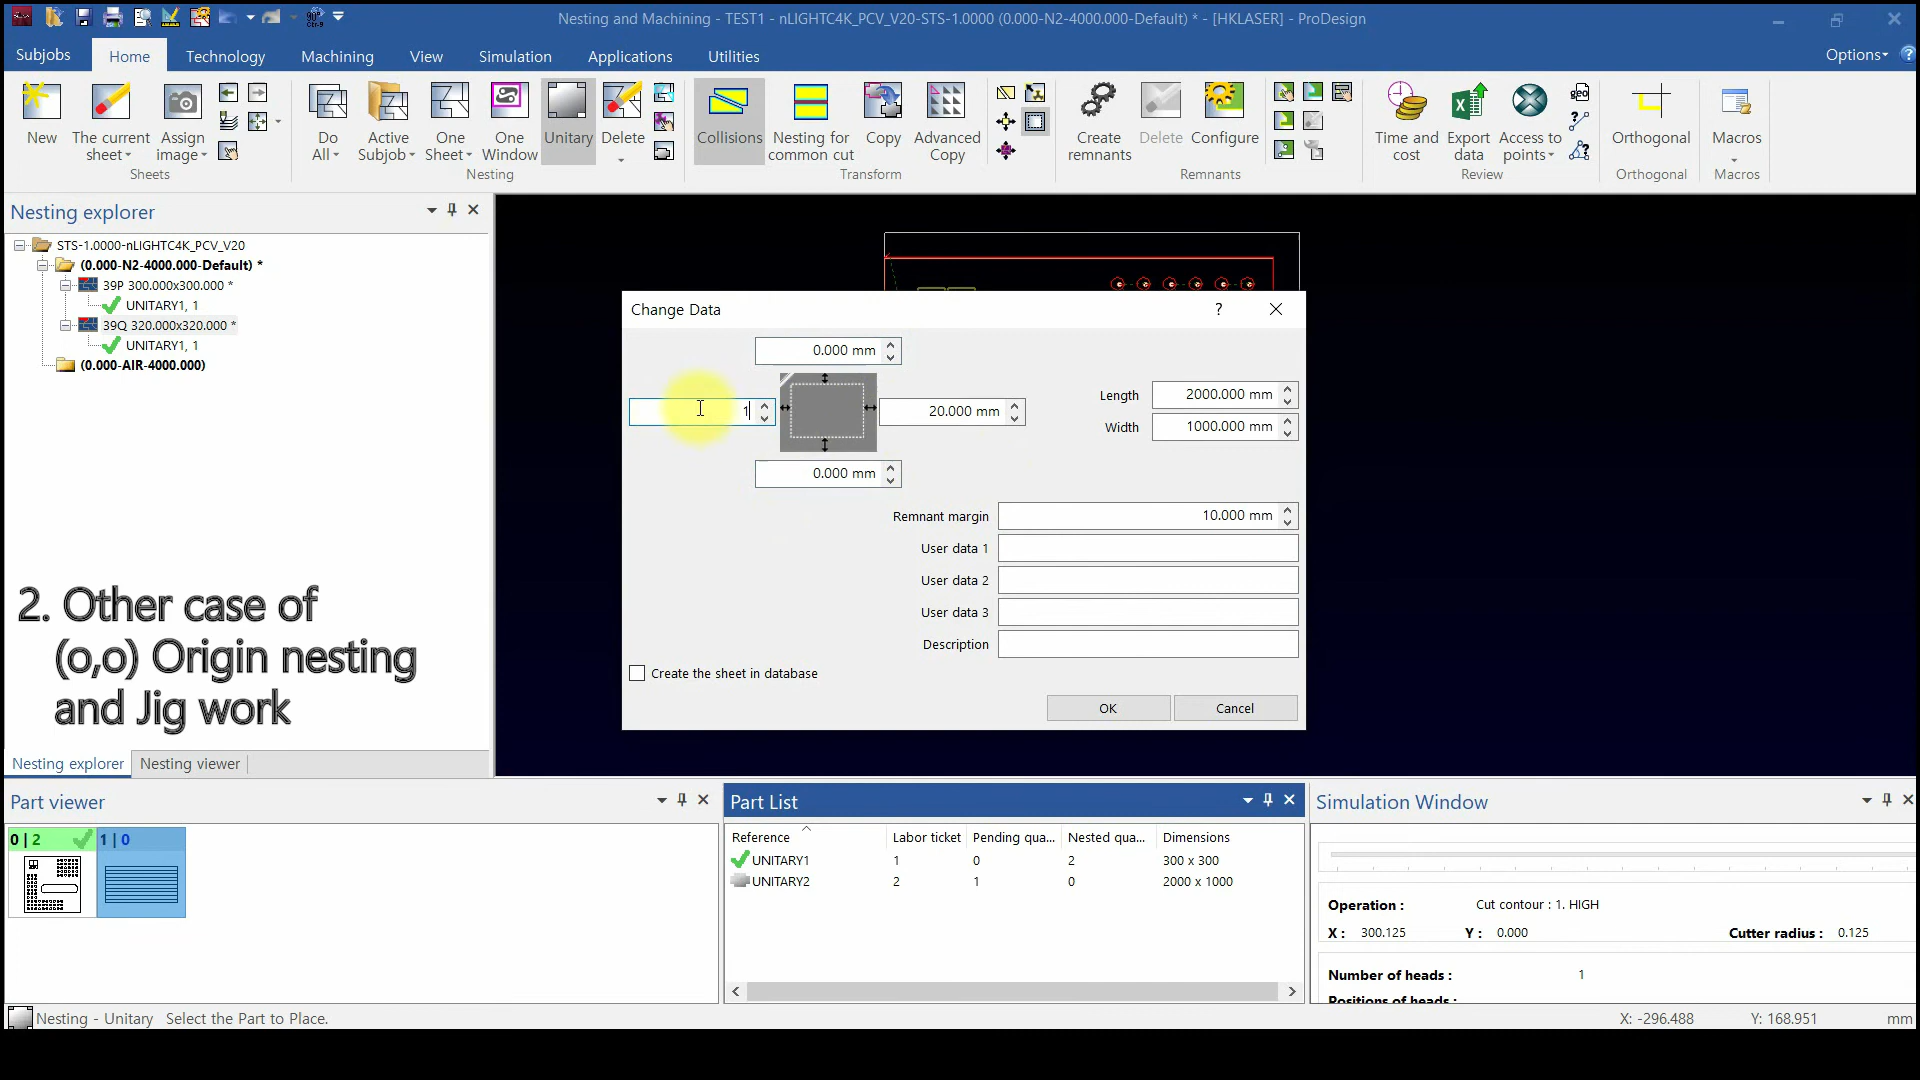 Nesting and Machining - TEST1 - nLIGHTC4K_PCV_V20-STS-1.0000 (0.000-N2-4000.000-Default) * - [HKLASER] - ProDesign
Subjobs
Home
Technology
Machining
View
Simulation
Applications
Utilities
Options
New
The current
sheet
Assign
image
Sheets
Do
All
Active
Subjob
One
Sheet
One
Window
Unitary
Delete
Nesting
Collisions
Nesting for
common cut
Copy
Advanced
Copy
Transform
Create
remnants
Delete
Configure
Remnants
Time and
cost
Export
data
Access to
points
Review
Orthogonal
Orthogonal
Macros
Macros
Nesting explorer
STS-1.0000-nLIGHTC4K_PCV_V20
(0.000-N2-4000.000-Default) *
39P 300.000x300.000 *
UNITARY1, 1
39Q 320.000x320.000 *
UNITARY1, 1
(0.000-AIR-4000.000)
2. Other case of
(o,o) Origin nesting
and Jig work
Nesting explorer
Nesting viewer
Change Data
?
0.000 mm
1
20.000 mm
0.000 mm
Length 2000.000 mm
Width 1000.000 mm
Remnant margin 10.000 mm
User data 1
User data 2
User data 3
Description
Create the sheet in database
OK
Cancel
Part viewer
0 | 2
1 | 0
Part List
Reference Labor ticket Pending qua... Nested qua... Dimensions
UNITARY1 1 0 2 300 x 300
UNITARY2 2 1 0 2000 x 1000
Simulation Window
Operation : Cut contour : 1. HIGH
X : 300.125 Y : 0.000 Cutter radius : 0.125
Number of heads : 1
Positions of heads :
Nesting - Unitary Select the Part to Place.
X: -296.488 Y: 168.951 mm